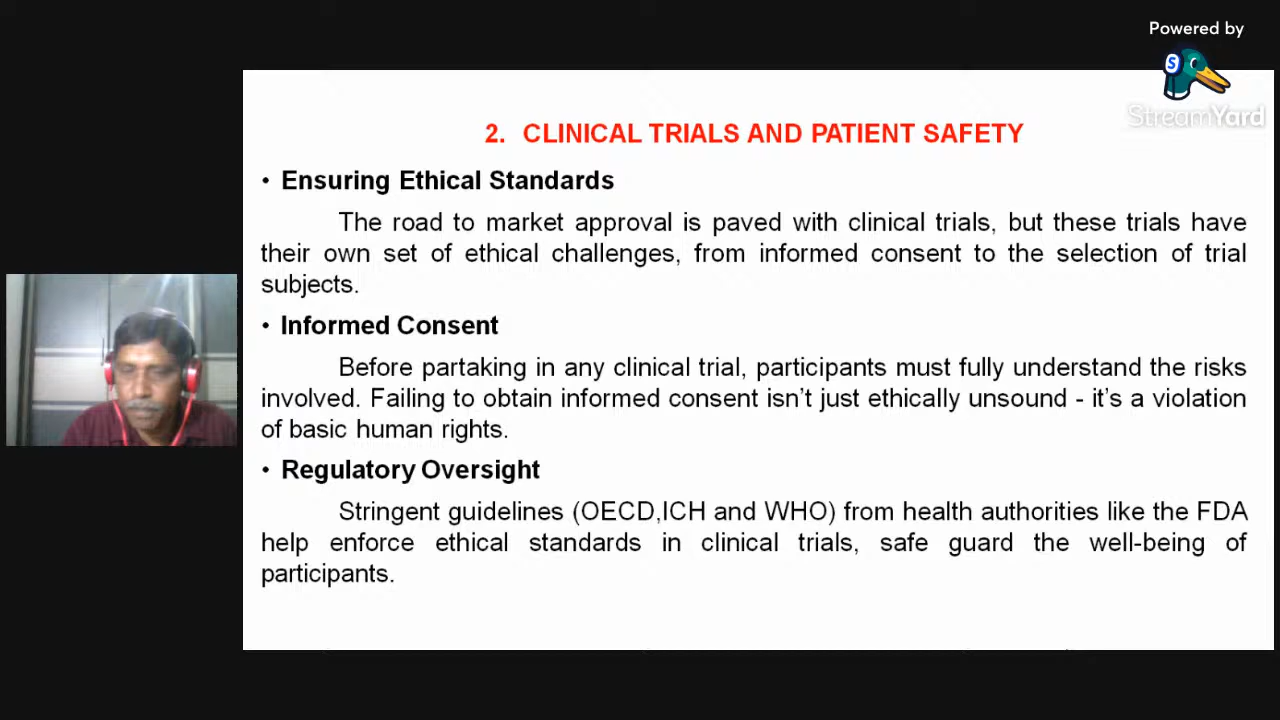 Powered by
S
StreamYard
2. CLINICAL TRIALS AND PATIENT SAFETY
• Ensuring Ethical Standards
The road to market approval is paved with clinical trials, but these trials have
their own set of ethical challenges, from informed consent to the selection of trial
subjects.
• Informed Consent
Before partaking in any clinical trial, participants must fully understand the risks
involved. Failing to obtain informed consent isn’t just ethically unsound - it’s a violation
of basic human rights.
• Regulatory Oversight
Stringent guidelines (OECD,ICH and WHO) from health authorities like the FDA
help enforce ethical standards in clinical trials, safe guard the well-being of
participants.